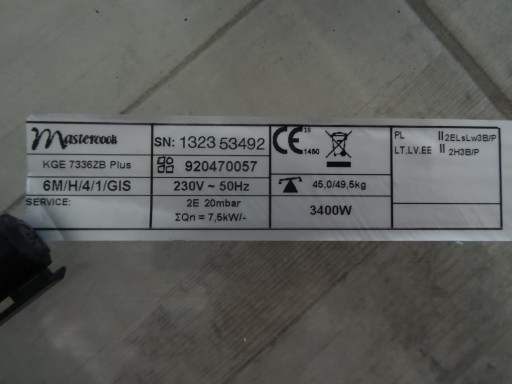 Mastercook
KGE 7336ZB Plus
6M/H/4/1/GIS
SERVICE:
SN: 1323 53492
920470057
230V ~ 50Hz
2E 20mbar
ΣQn = 7,5kW/-
CE
1450
45,0/49,5kg
3400W
PL II2ELsLw3B/P
LT,LV,EE II 2H3B/P